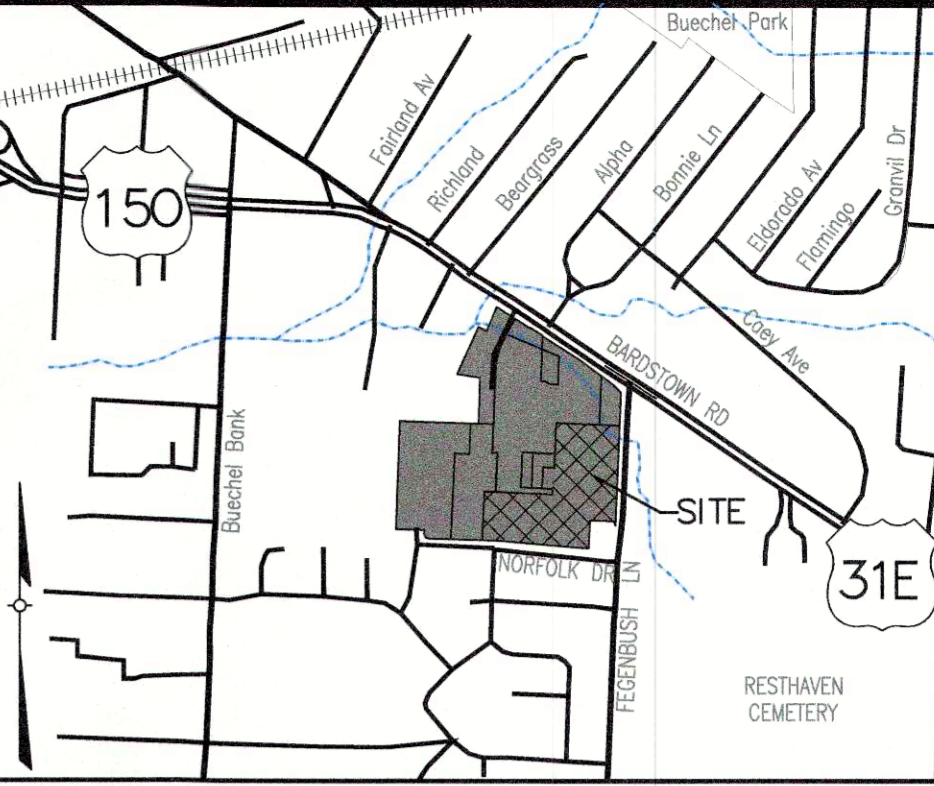 Buechel Park
Fairland Av
Richland
Beargrass
Alpha
Bonnie Ln
Eldorado Av
Flamingo
Granvil Dr
150
Caey Ave
BARDSTOWN RD
Buechel Bank
SITE
31E
NORFOLK DR
FEGENBUSH LN
RESTHAVEN
CEMETERY